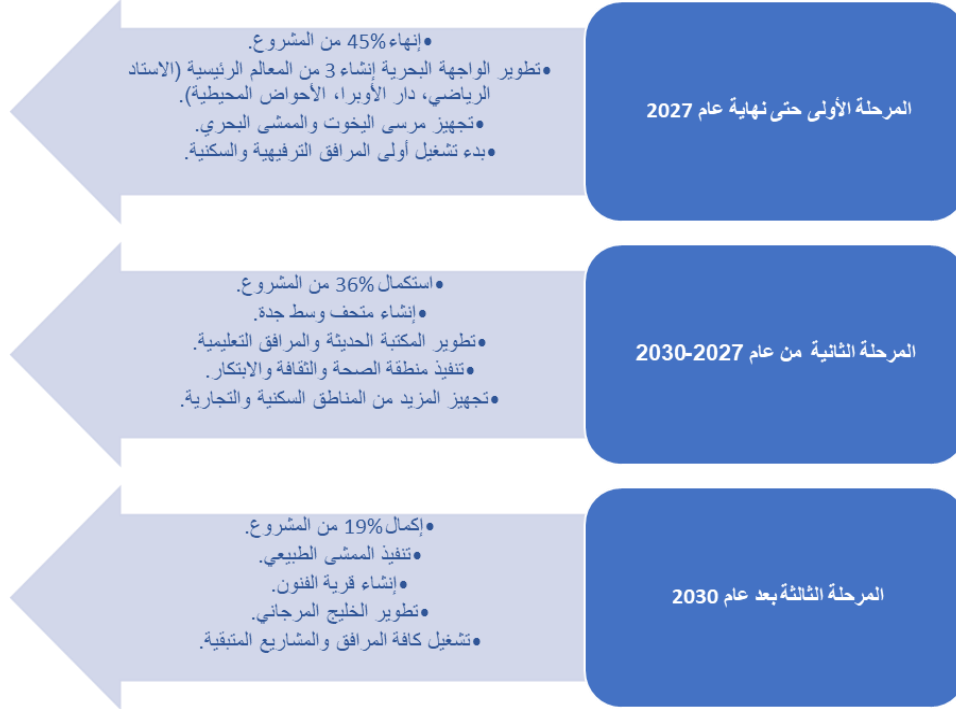 المرحلة الأولى حتى نهاية عام 2027
•إنهاء 45% من المشروع.
•تطوير الواجهة البحرية إنشاء 3 من المعالم الرئيسية (الاستاد
الرياضي، دار الأوبرا، الأحواض المحيطية).
•تجهيز مرسى اليخوت والممشى البحري.
•بدء تشغيل أولى المرافق الترفيهية والسكنية.
المرحلة الثانية من عام 2027-2030
•استكمال 36% من المشروع.
•إنشاء متحف وسط جدة.
•تطوير المكتبة الحديثة والمرافق التعليمية.
•تنفيذ منطقة الصحة والثقافة والابتكار.
•تجهيز المزيد من المناطق السكنية والتجارية.
المرحلة الثالثة بعد عام 2030
•إكمال 19% من المشروع.
•تنفيذ الممشى الطبيعي.
•إنشاء قرية الفنون.
•تطوير الخليج المرجاني.
•تشغيل كافة المرافق والمشاريع المتبقية.